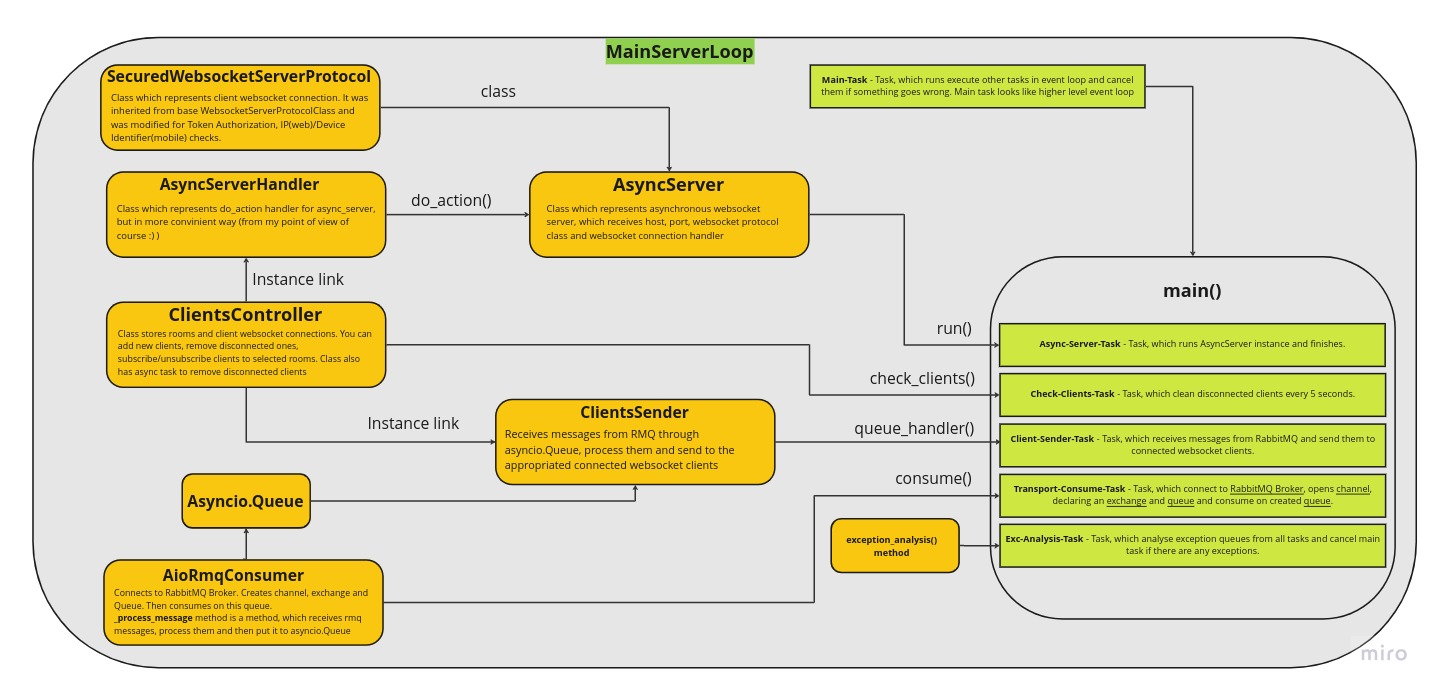 MainServerLoop
SecuredWebsocketServerProtocol
Class which represents client websocket connection. It was
inherited from base WebsocketServerProtocolClass and
was modified for Token Authorization, IP(web)/Device
Identifier(mobile) checks.
class
Main-Task - Task, which runs execute other tasks in event loop and cancel
them if something goes wrong. Main task looks like higher level event loop
AsyncServerHandler
Class which represents do_action handler for async_server,
but in more convinient way (from my point of view of
course :) )
do_action()
AsyncServer
Class which represents asynchronous websocket
server, which receives host, port, websocket protocol
class and websocket connection handler
Instance link
ClientsController
Class stores rooms and client websocket connections. You can
add new clients, remove disconnected ones,
subscribe/unsubscribe clients to selected rooms. Class also
has async task to remove disconnected clients
main()
run()
Async-Server-Task - Task, which runs AsyncServer instance and finishes.
check_clients()
Check-Clients-Task - Task, which clean disconnected clients every 5 seconds.
Instance link
ClientsSender
Receives messages from RMQ through
asyncio.Queue, process them and send to the
appropriated connected websocket clients
queue_handler()
Client-Sender-Task - Task, which receives messages from RabbitMQ and send them to
connected websocket clients.
Asyncio.Queue
consume()
Transport-Consume-Task - Task, which connect to RabbitMQ Broker, opens channel,
declaring an exchange and queue and consume on created queue.
exception_analysis()
method
Exc-Analysis-Task - Task, which analyse exception queues from all tasks and cancel main
task if there are any exceptions.
AioRmqConsumer
Connects to RabbitMQ Broker. Creates channel, exchange and
Queue. Then consumes on this queue.
_process_message method is a method, which receives rmq
messages, process them and then put it to asyncio.Queue
miro